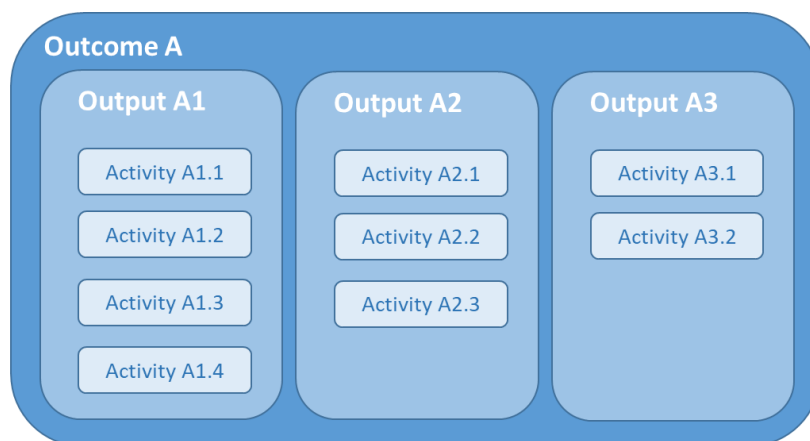 Outcome A
Output A1
Activity A1.1
Activity A1.2
Activity A1.3
Activity A1.4
Output A2
Activity A2.1
Activity A2.2
Activity A2.3
Output A3
Activity A3.1
Activity A3.2